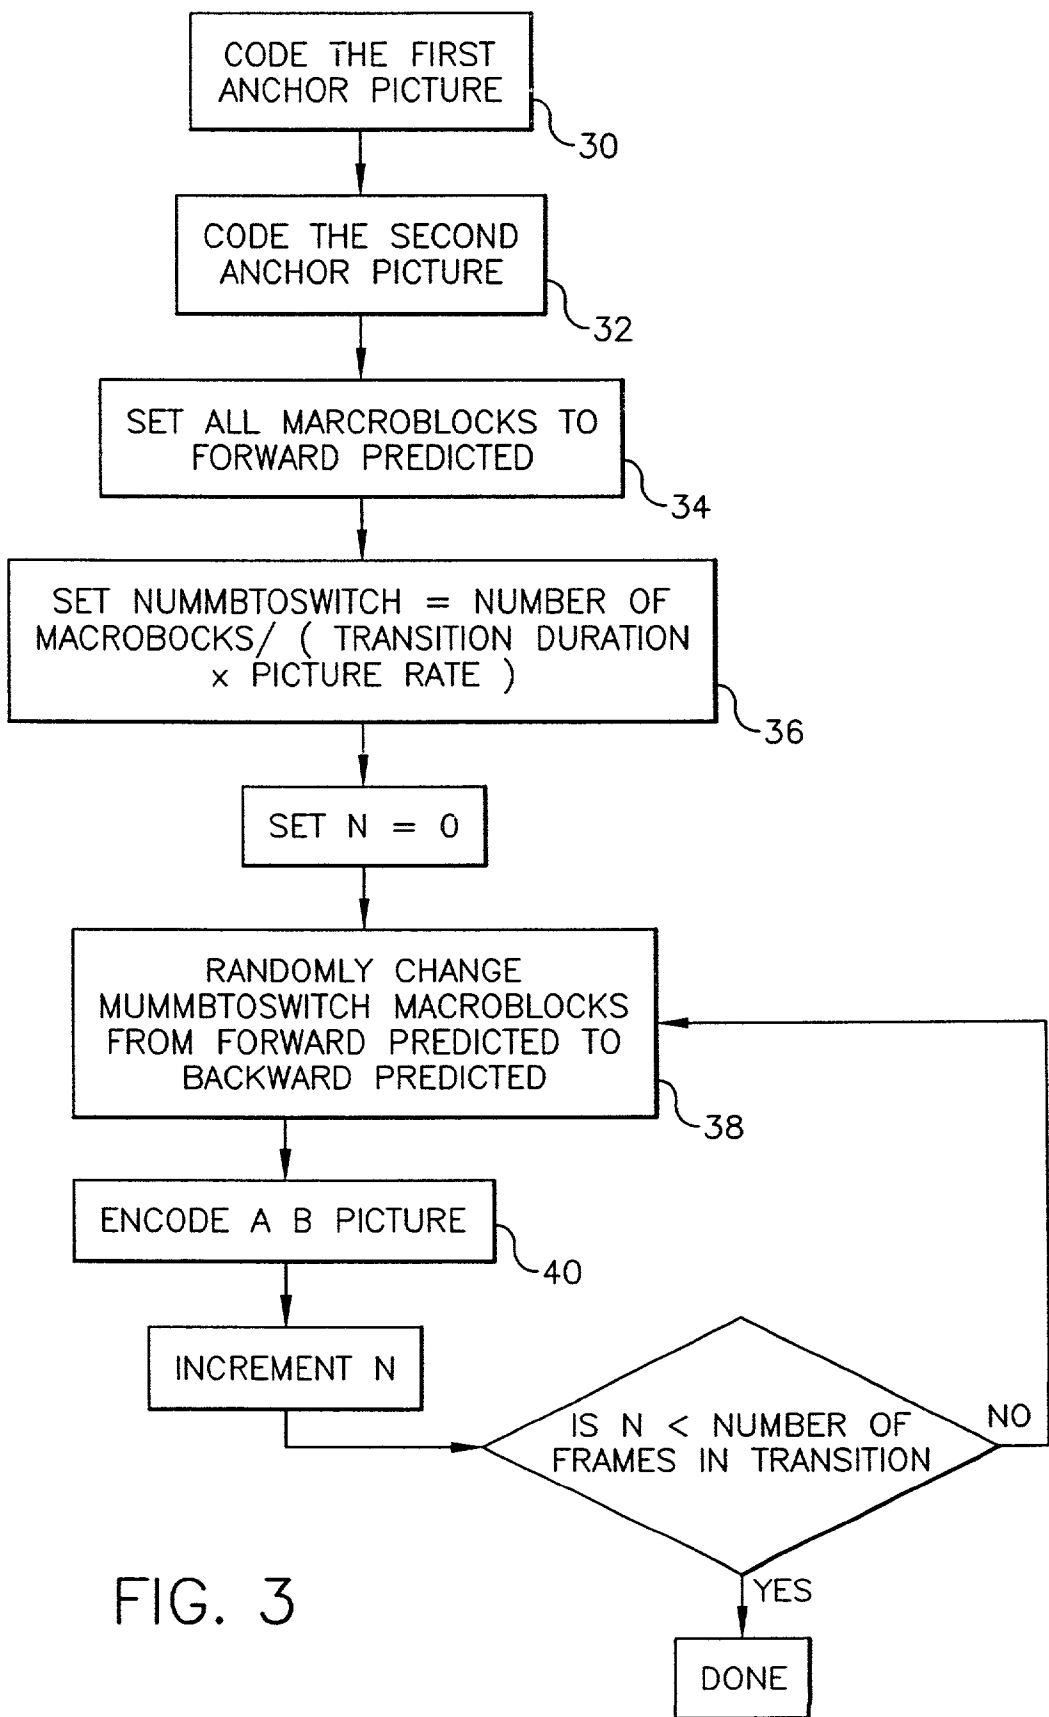 CODE THE FIRST
ANCHOR PICTURE
30
CODE THE SECOND
ANCHOR PICTURE
32
SET ALL MARCROBLOCKS TO
FORWARD PREDICTED
34
SET NUMMBTOSWITCH = NUMBER OF
MACROBOCKS/ ( TRANSITION DURATION
x PICTURE RATE )
36
SET N = 0
RANDOMLY CHANGE
MUMMBTOSWITCH MACROBLOCKS
FROM FORWARD PREDICTED TO
BACKWARD PREDICTED
38
ENCODE A B PICTURE
40
INCREMENT N
IS N < NUMBER OF
FRAMES IN TRANSITION
NO
YES
DONE
FIG. 3